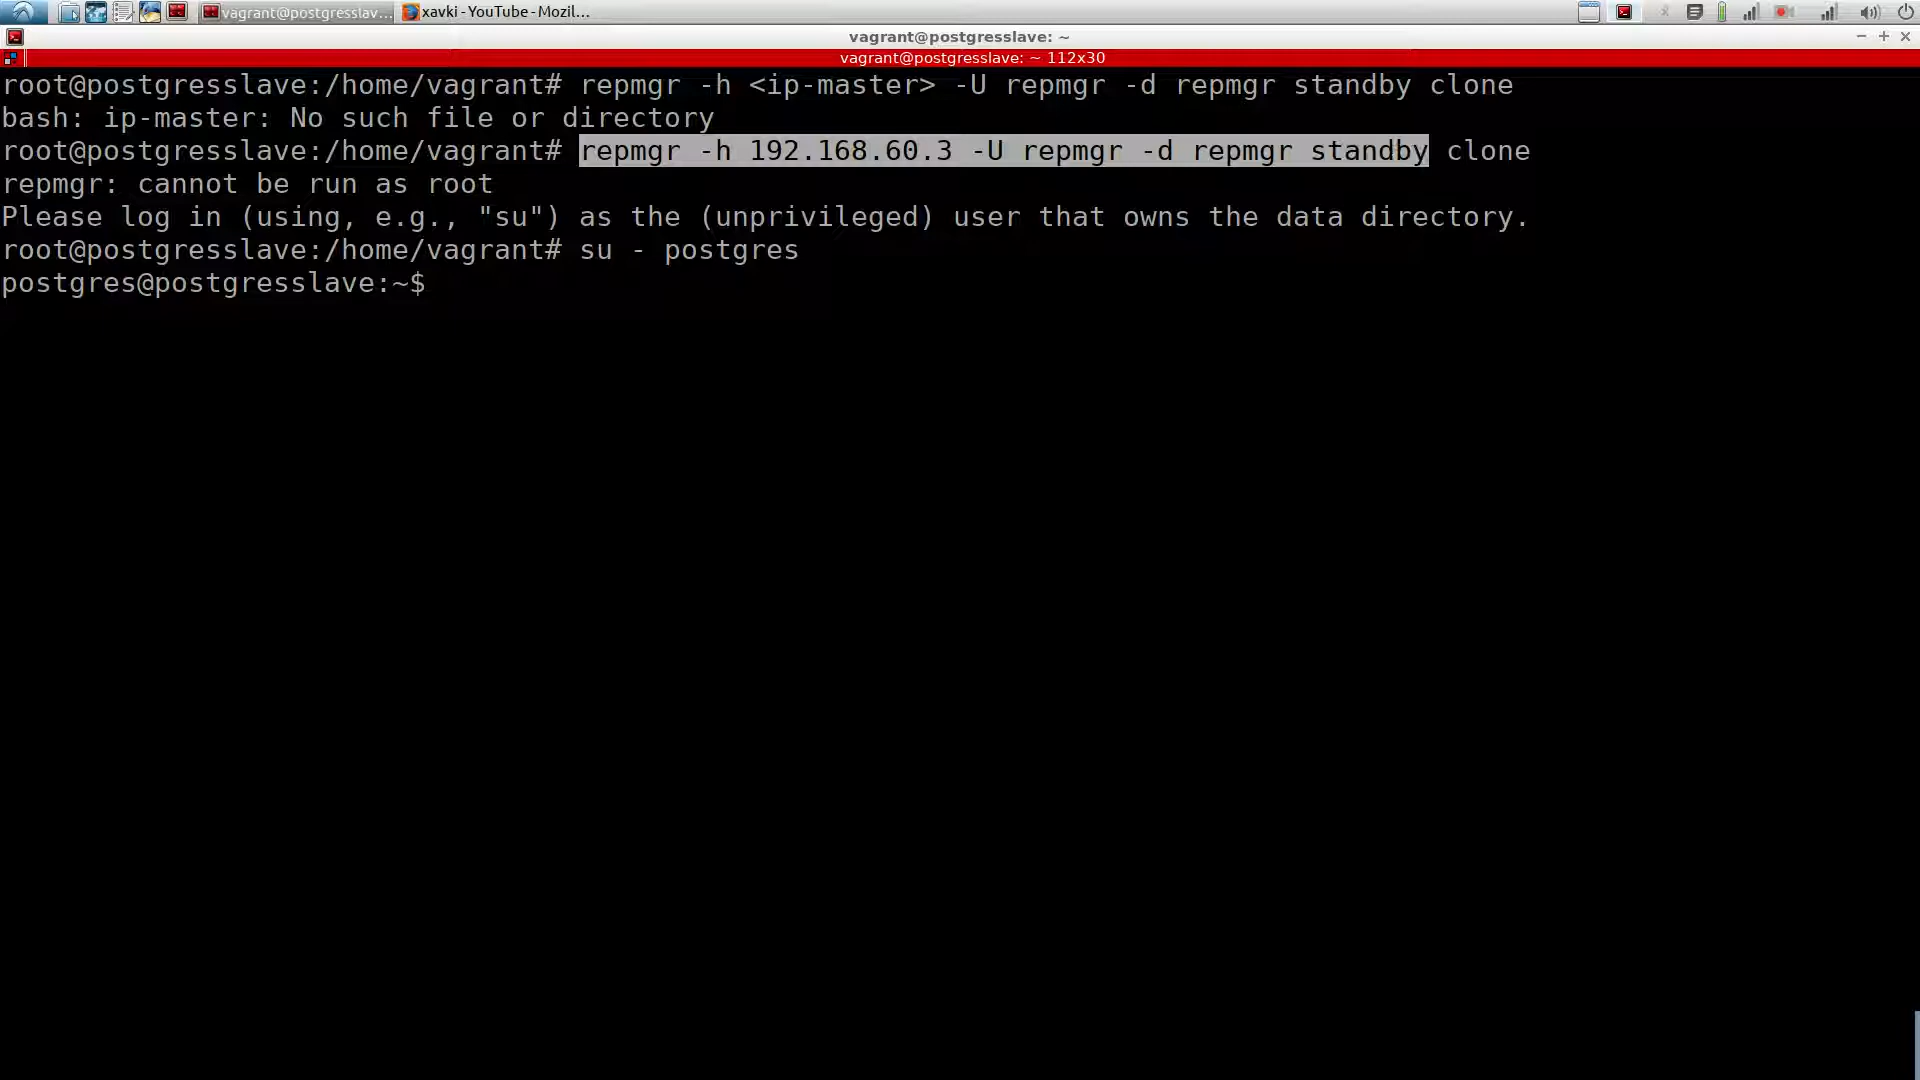 vagrant@postgresslav...
xavki - YouTube - Mozil...
vagrant@postgresslave: ~
vagrant@postgresslave: ~ 112x30
root@postgresslave:/home/vagrant# repmgr -h <ip-master> -U repmgr -d repmgr standby clone
bash: ip-master: No such file or directory
root@postgresslave:/home/vagrant# repmgr -h 192.168.60.3 -U repmgr -d repmgr standby clone
repmgr: cannot be run as root
Please log in (using, e.g., "su") as the (unprivileged) user that owns the data directory.
root@postgresslave:/home/vagrant# su - postgres
postgres@postgresslave:~$